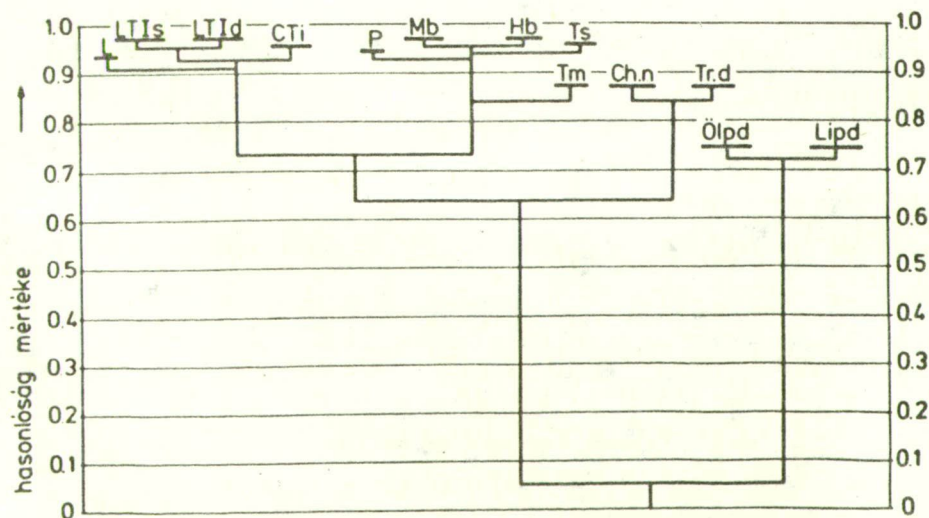 1.0 LTIs LTId CTi P Mb Hb Ts 1.0
0.9 L Tm Ch.n Tr.d 0.9
0.8 Ölpd Lipd 0.8
0.7 0.7
0.6 0.6
0.5 0.5
0.4 0.4
0.3 0.3
0.2 0.2
0.1 0.1
0 0
hasonlóság mértéke